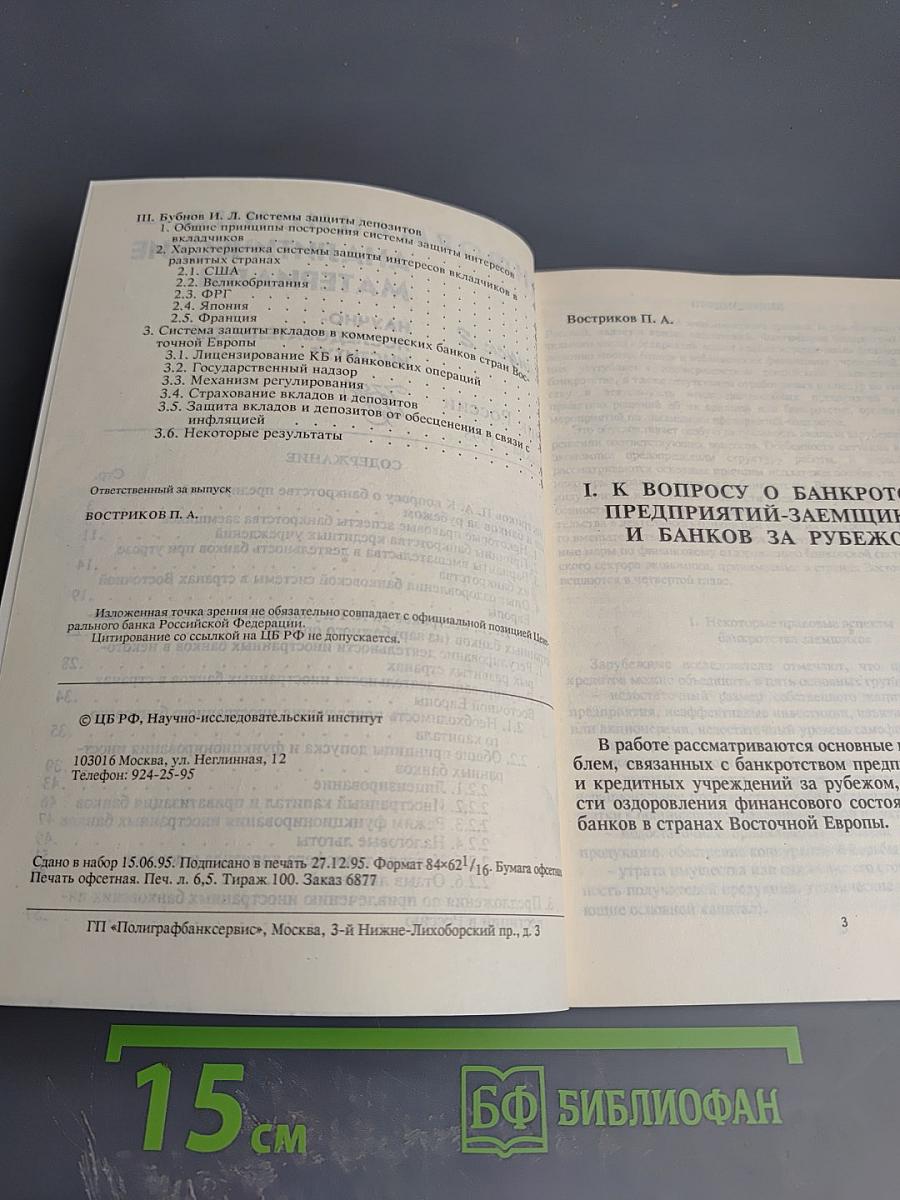 III. Бубнов И. Л. Системы защиты депозитов
1. Общие принципы построения системы защиты интересов
вкладчиков
2. Характеристика системы защиты интересов вкладчиков в
развитых странах
2.1. США
2.2. Великобритания
2.3. ФРГ
2.4. Япония
2.5. Франция
3. Система защиты вкладов в коммерческих банков стран Вос-
точной Европы
3.1. Лицензирование КБ и банковских операций
3.2. Государственный надзор
3.3. Механизм регулирования
3.4. Страхование вкладов и депозитов
3.5. Защита вкладов и депозитов от обесценения в связи с
инфляцией
3.6. Некоторые результаты
Ответственный за выпуск
ВОСТРИКОВ П. А.
Изложенная точка зрения не обязательно совпадает с официальной позицией Цент-
рального банка Российской Федерации.
Цитирование со ссылкой на ЦБ РФ не допускается.
© ЦБ РФ, Научно-исследовательский институт
103016 Москва, ул. Неглинная, 12
Телефон: 924-25-95
Сдано в набор 15.06.95. Подписано в печать 27.12.95. Формат 84×62 1/16. Бумага офсетная
Печать офсетная. Печ. л. 6,5. Тираж 100. Заказ 6877
ГП «Полиграфбанксервис», Москва, 3-й Нижне-Лихоборский пр., д. 3
Востриков П. А.
I. К ВОПРОСУ О БАНКРОТС
ПРЕДПРИЯТИЙ-ЗАЕМЩИК
И БАНКОВ ЗА РУБЕЖО
В работе рассматриваются основные
блем, связанных с банкротством предп
и кредитных учреждений за рубежом,
сти оздоровления финансового состоя
банков в странах Восточной Европы.
3
15 см
БФ БИБЛИОФАН